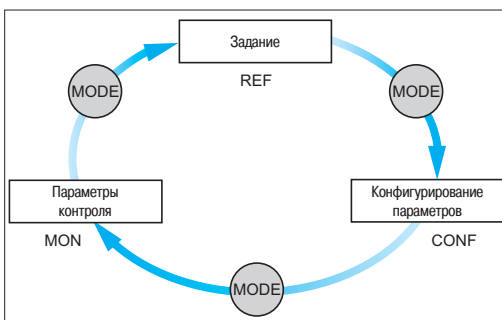 Задание
REF
MODE
MODE
Параметры
контроля
MON
Конфигурирование
параметров
CONF
MODE